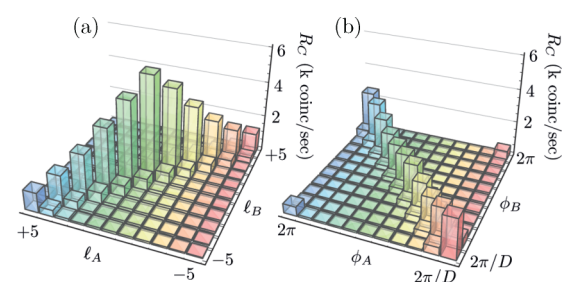 (a)
6
4
2
R_C (k coinc/sec)
+5
ℓ_B
-5
+5
ℓ_A
-5
(b)
6
4
2
R_C (k coinc/sec)
2π
ϕ_B
2π/D
2π
ϕ_A
2π/D